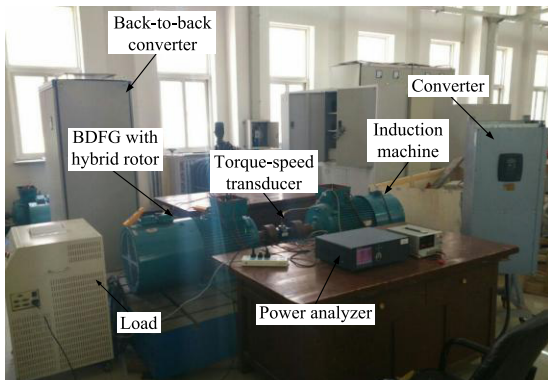 Back-to-back
converter
Converter
BDFG with
hybrid rotor
Torque-speed
transducer
Induction
machine
Load
Power analyzer